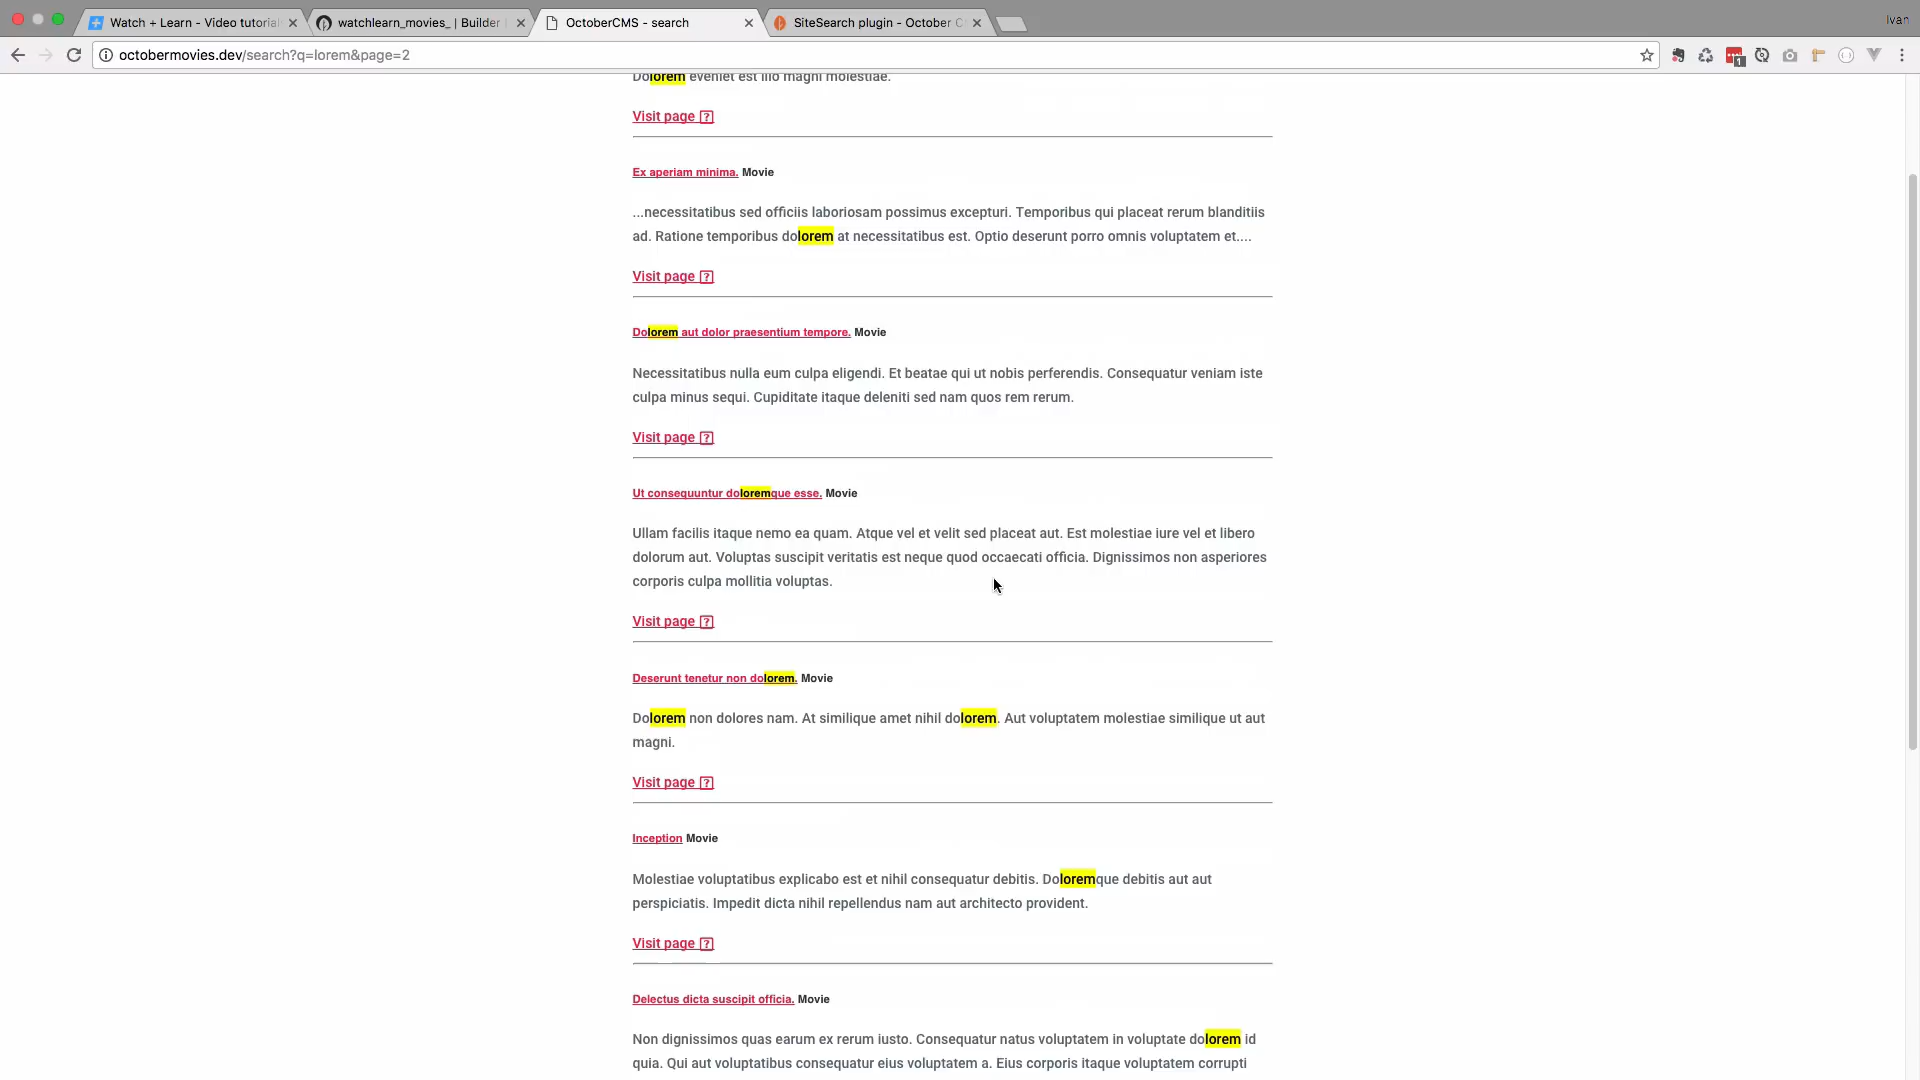 Watch + Learn - Video tutorial
watchlearn_movies_ | Builder
OctoberCMS - search
SiteSearch plugin - October C
Ivan
octobermovies.dev/search?q=lorem&page=2
1
Dolorem eveniet est illo magni molestiae.
Visit page
Ex aperiam minima. Movie
...necessitatibus sed officiis laboriosam possimus excepturi. Temporibus qui placeat rerum blanditiis
ad. Ratione temporibus dolorem at necessitatibus est. Optio deserunt porro omnis voluptatem et....
Visit page
Dolorem aut dolor praesentium tempore. Movie
Necessitatibus nulla eum culpa eligendi. Et beatae qui ut nobis perferendis. Consequatur veniam iste
culpa minus sequi. Cupiditate itaque deleniti sed nam quos rem rerum.
Visit page
Ut consequuntur doloremque esse. Movie
Ullam facilis itaque nemo ea quam. Atque vel et velit sed placeat aut. Est molestiae iure vel et libero
dolorum aut. Voluptas suscipit veritatis est neque quod occaecati officia. Dignissimos non asperiores
corporis culpa mollitia voluptas.
Visit page
Deserunt tenetur non dolorem. Movie
Dolorem non dolores nam. At similique amet nihil dolorem. Aut voluptatem molestiae similique ut aut
magni.
Visit page
Inception Movie
Molestiae voluptatibus explicabo est et nihil consequatur debitis. Doloremque debitis aut aut
perspiciatis. Impedit dicta nihil repellendus nam aut architecto provident.
Visit page
Delectus dicta suscipit officia. Movie
Non dignissimos quas earum ex rerum iusto. Consequatur natus voluptatem in voluptate dolorem id
quia. Qui aut voluptatibus consequatur eius voluptatem a. Eius corporis itaque voluptatem corrupti